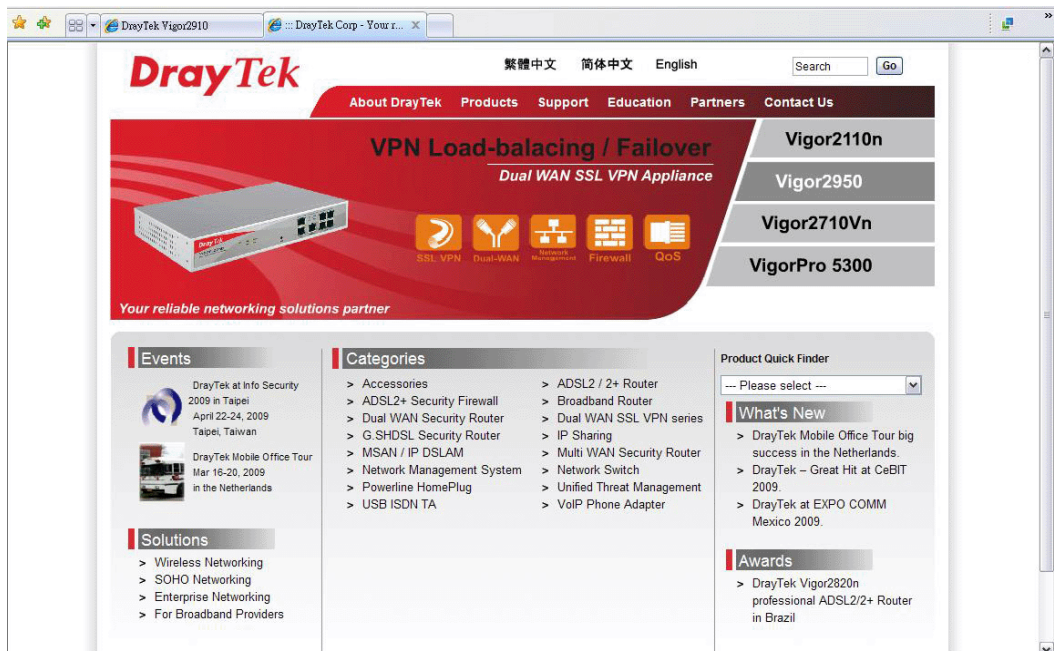 DrayTek Vigor2910
::: DrayTek Corp - Your r...
DrayTek
繁體中文 简体中文 English
Search
Go
About DrayTek Products Support Education Partners Contact Us
VPN Load-balacing / Failover
Dual WAN SSL VPN Appliance
Vigor2110n
Vigor2950
Vigor2710Vn
VigorPro 5300
DrayTek
SSL VPN
Dual-WAN
Network Management
Firewall
QoS
Your reliable networking solutions partner
Events
DrayTek at Info Security
2009 in Taipei
April 22-24, 2009
Taipei, Taiwan
DrayTek Mobile Office Tour
Mar 16-20, 2009
in the Netherlands
Solutions
> Wireless Networking
> SOHO Networking
> Enterprise Networking
> For Broadband Providers
Categories
> Accessories
> ADSL2+ Security Firewall
> Dual WAN Security Router
> G.SHDSL Security Router
> MSAN / IP DSLAM
> Network Management System
> Powerline HomePlug
> USB ISDN TA
> ADSL2 / 2+ Router
> Broadband Router
> Dual WAN SSL VPN series
> IP Sharing
> Multi WAN Security Router
> Network Switch
> Unified Threat Management
> VoIP Phone Adapter
Product Quick Finder
--- Please select ---
What's New
> DrayTek Mobile Office Tour big
success in the Netherlands.
> DrayTek – Great Hit at CeBIT
2009.
> DrayTek at EXPO COMM
Mexico 2009.
Awards
> DrayTek Vigor2820n
professional ADSL2/2+ Router
in Brazil